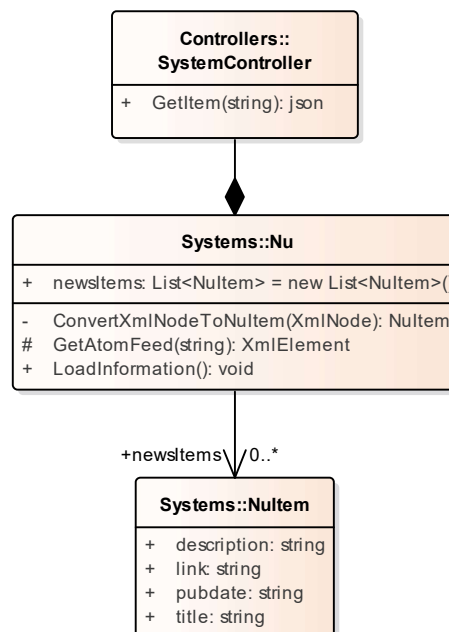 Controllers::
SystemController
+ GetItem(string): json
Systems::Nu
+ newsItems: List<NuItem> = new List<NuItem>()
- ConvertXmlNodeToNuItem(XmlNode): NuItem
# GetAtomFeed(string): XmlElement
+ LoadInformation(): void
+newsItems 0..*
Systems::NuItem
+ description: string
+ link: string
+ pubdate: string
+ title: string